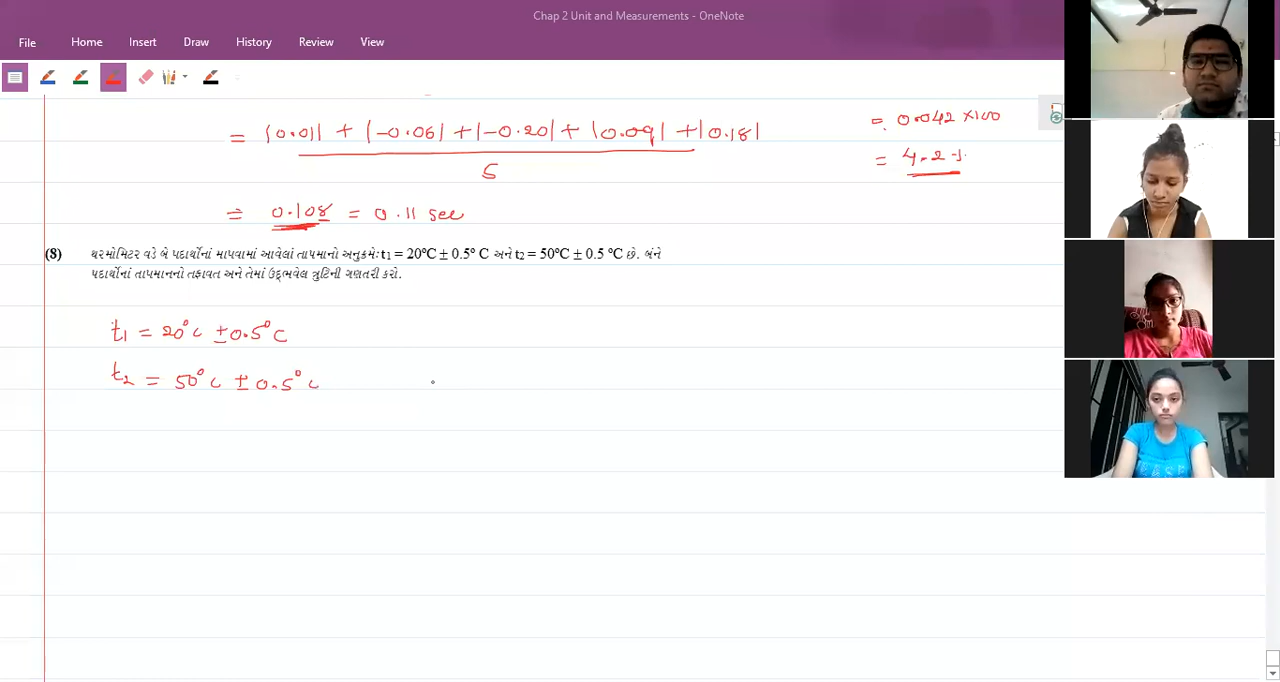 Chap 2 Unit and Measurements - OneNote
File Home Insert Draw History Review View
= |0.01| + |-0.06| + |-0.20| + |0.09| + |0.18|
5
= 0.108 = 0.11 sec
= 0.042 ×100
= 4.2 %
(8) થરમોમિટર વડે બે પદાર્થોનાં માપવામાં આવેલાં તાપમાનો અનુક્રમે: t₁ = 20°C ± 0.5° C અને t₂ = 50°C ± 0.5 °C છે. બંને
પદાર્થોનાં તાપમાનનો તફાવત અને તેમાં ઉદ્ભવેલ ત્રુટિની ગણતરી કરો.
t₁ = 20°C ± 0.5°C
t₂ = 50°C ± 0.5°C